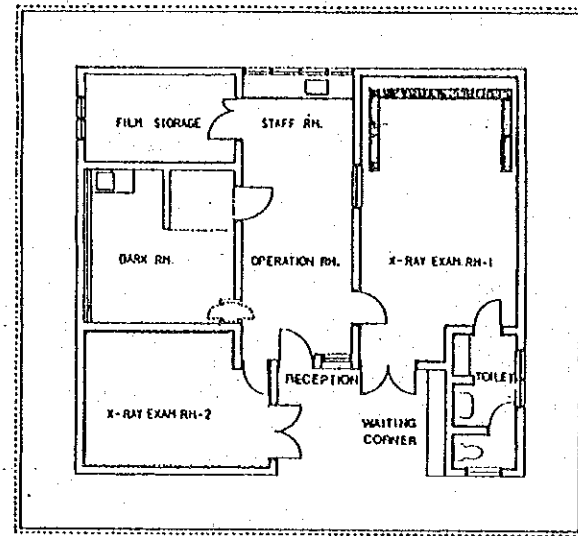 FILM STORAGE
STAFF RM.
DARK RM.
OPERATION RM.
X-RAY EXAM.RM-1
RECEPTION
TOILET
X-RAY EXAM.RM-2
WAITING
CORNER